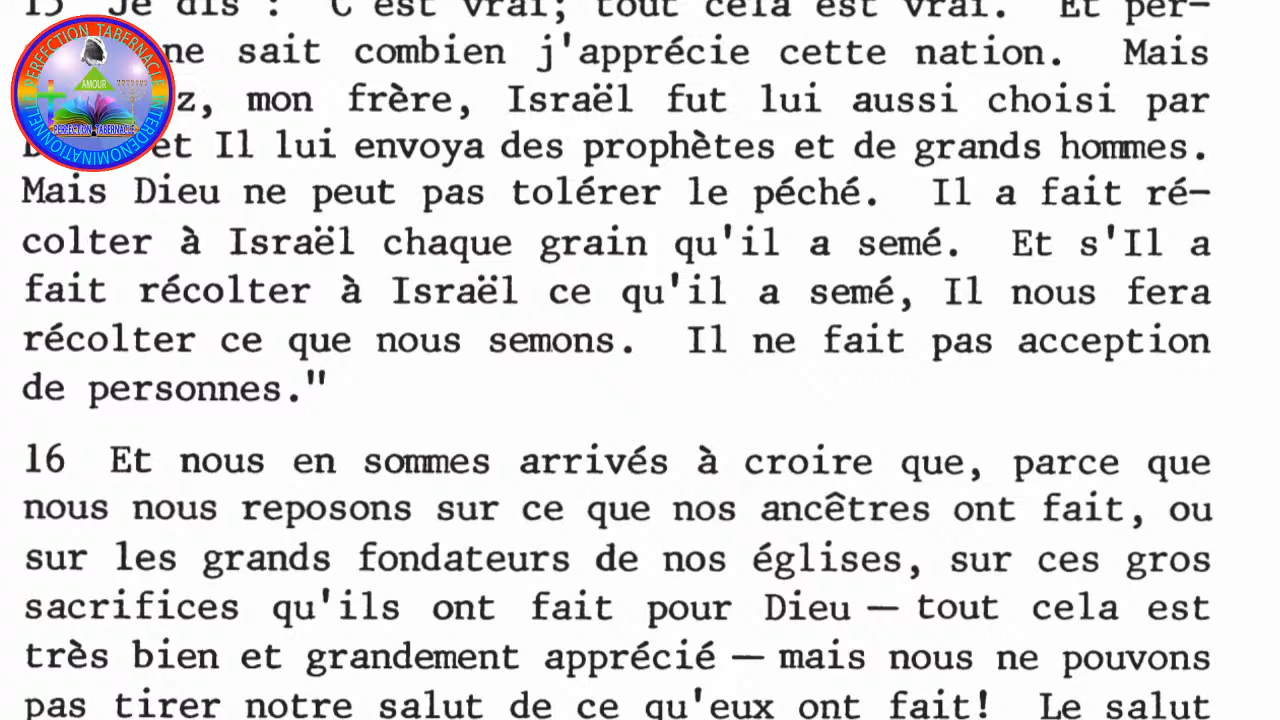 15 Je dis : "C'est vrai; tout cela est vrai. Et per-
ne sait combien j'apprécie cette nation. Mais
z, mon frère, Israël fut lui aussi choisi par
et Il lui envoya des prophètes et de grands hommes.
Mais Dieu ne peut pas tolérer le péché. Il a fait ré-
colter à Israël chaque grain qu'il a semé. Et s'Il a
fait récolter à Israël ce qu'il a semé, Il nous fera
récolter ce que nous semons. Il ne fait pas acception
de personnes."
16 Et nous en sommes arrivés à croire que, parce que
nous nous reposons sur ce que nos ancêtres ont fait, ou
sur les grands fondateurs de nos églises, sur ces gros
sacrifices qu'ils ont fait pour Dieu — tout cela est
très bien et grandement apprécié — mais nous ne pouvons
pas tirer notre salut de ce qu'eux ont fait! Le salut
PERFECTION TABERNACLE INTERDENOMINATIONNEL
AMOUR
PERFECTION TABERNACLE